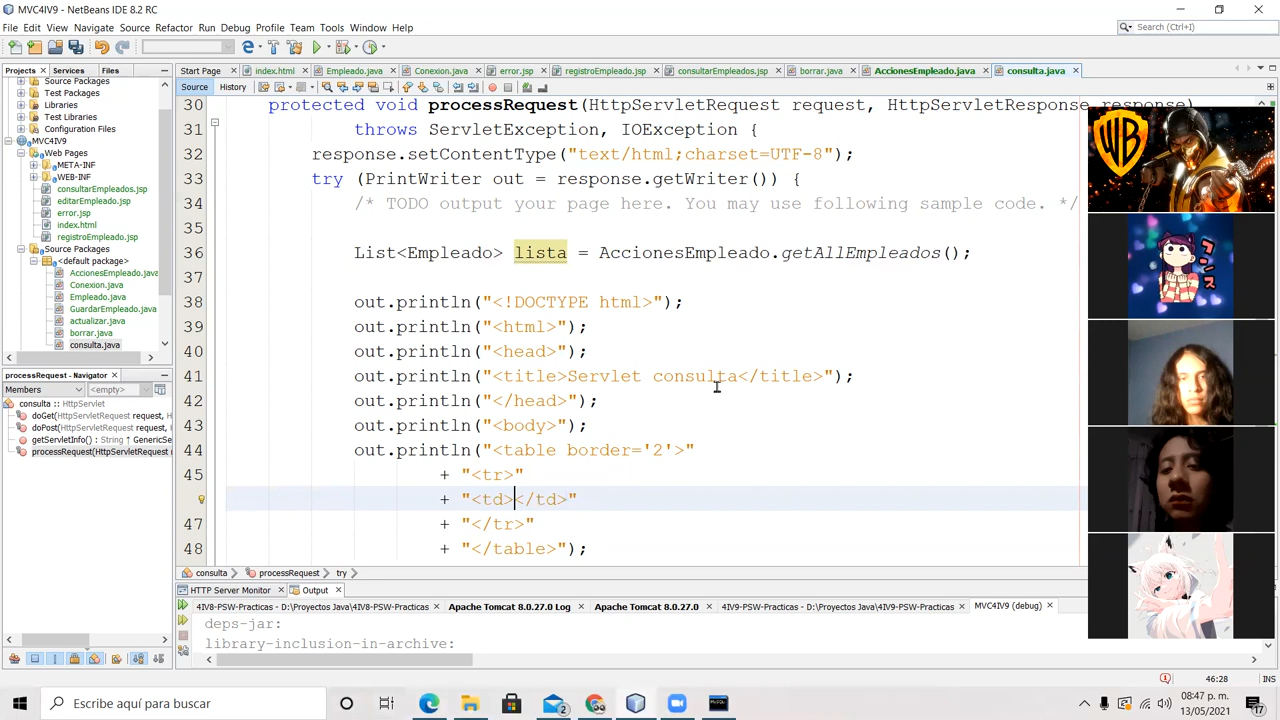 MVC4IV9 - NetBeans IDE 8.2 RC
File Edit View Navigate Source Refactor Run Debug Profile Team Tools Window Help
Search (Ctrl+I)
Projects Services Files
Start Page index.html Empleado.java Conexion.java error.jsp registroEmpleado.jsp consultarEmpleados.jsp borrar.java AccionesEmpleado.java consulta.java
Source History
Source Packages
Test Packages
Libraries
Test Libraries
Configuration Files
MVC4IV9
Web Pages
META-INF
WEB-INF
consultarEmpleados.jsp
editarEmpleado.jsp
error.jsp
index.html
registroEmpleado.jsp
Source Packages
<default package>
AccionesEmpleado.java
Conexion.java
Empleado.java
GuardarEmpleado.java
actualizar.java
borrar.java
consulta.java
30 protected void processRequest(HttpServletRequest request, HttpServletResponse response)
31 throws ServletException, IOException {
32 response.setContentType("text/html;charset=UTF-8");
33 try (PrintWriter out = response.getWriter()) {
34 /* TODO output your page here. You may use following sample code. */
35
36 List<Empleado> lista = AccionesEmpleado.getAllEmpleados();
37
38 out.println("<!DOCTYPE html>");
39 out.println("<html>");
40 out.println("<head>");
41 out.println("<title>Servlet consulta</title>");
42 out.println("</head>");
43 out.println("<body>");
44 out.println("<table border='2'>"
45 + "<tr>"
+ "<td></td>"
47 + "</tr>"
48 + "</table>");
processRequest - Navigator
Members <empty>
consulta :: HttpServlet
doGet(HttpServletRequest request,
doPost(HttpServletRequest request,
getServletInfo() : String ↑ GenericSe
processRequest(HttpServletRequest
consulta processRequest try
HTTP Server Monitor Output
4IV8-PSW-Practicas - D:\Proyectos Java\4IV8-PSW-Practicas Apache Tomcat 8.0.27.0 Log Apache Tomcat 8.0.27.0 4IV9-PSW-Practicas - D:\Proyectos Java\4IV9-PSW-Practicas MVC4IV9 (debug)
deps-jar:
library-inclusion-in-archive:
WB
コンス
46:28 INS
Escribe aquí para buscar
2
08:47 p. m.
13/05/2021
17